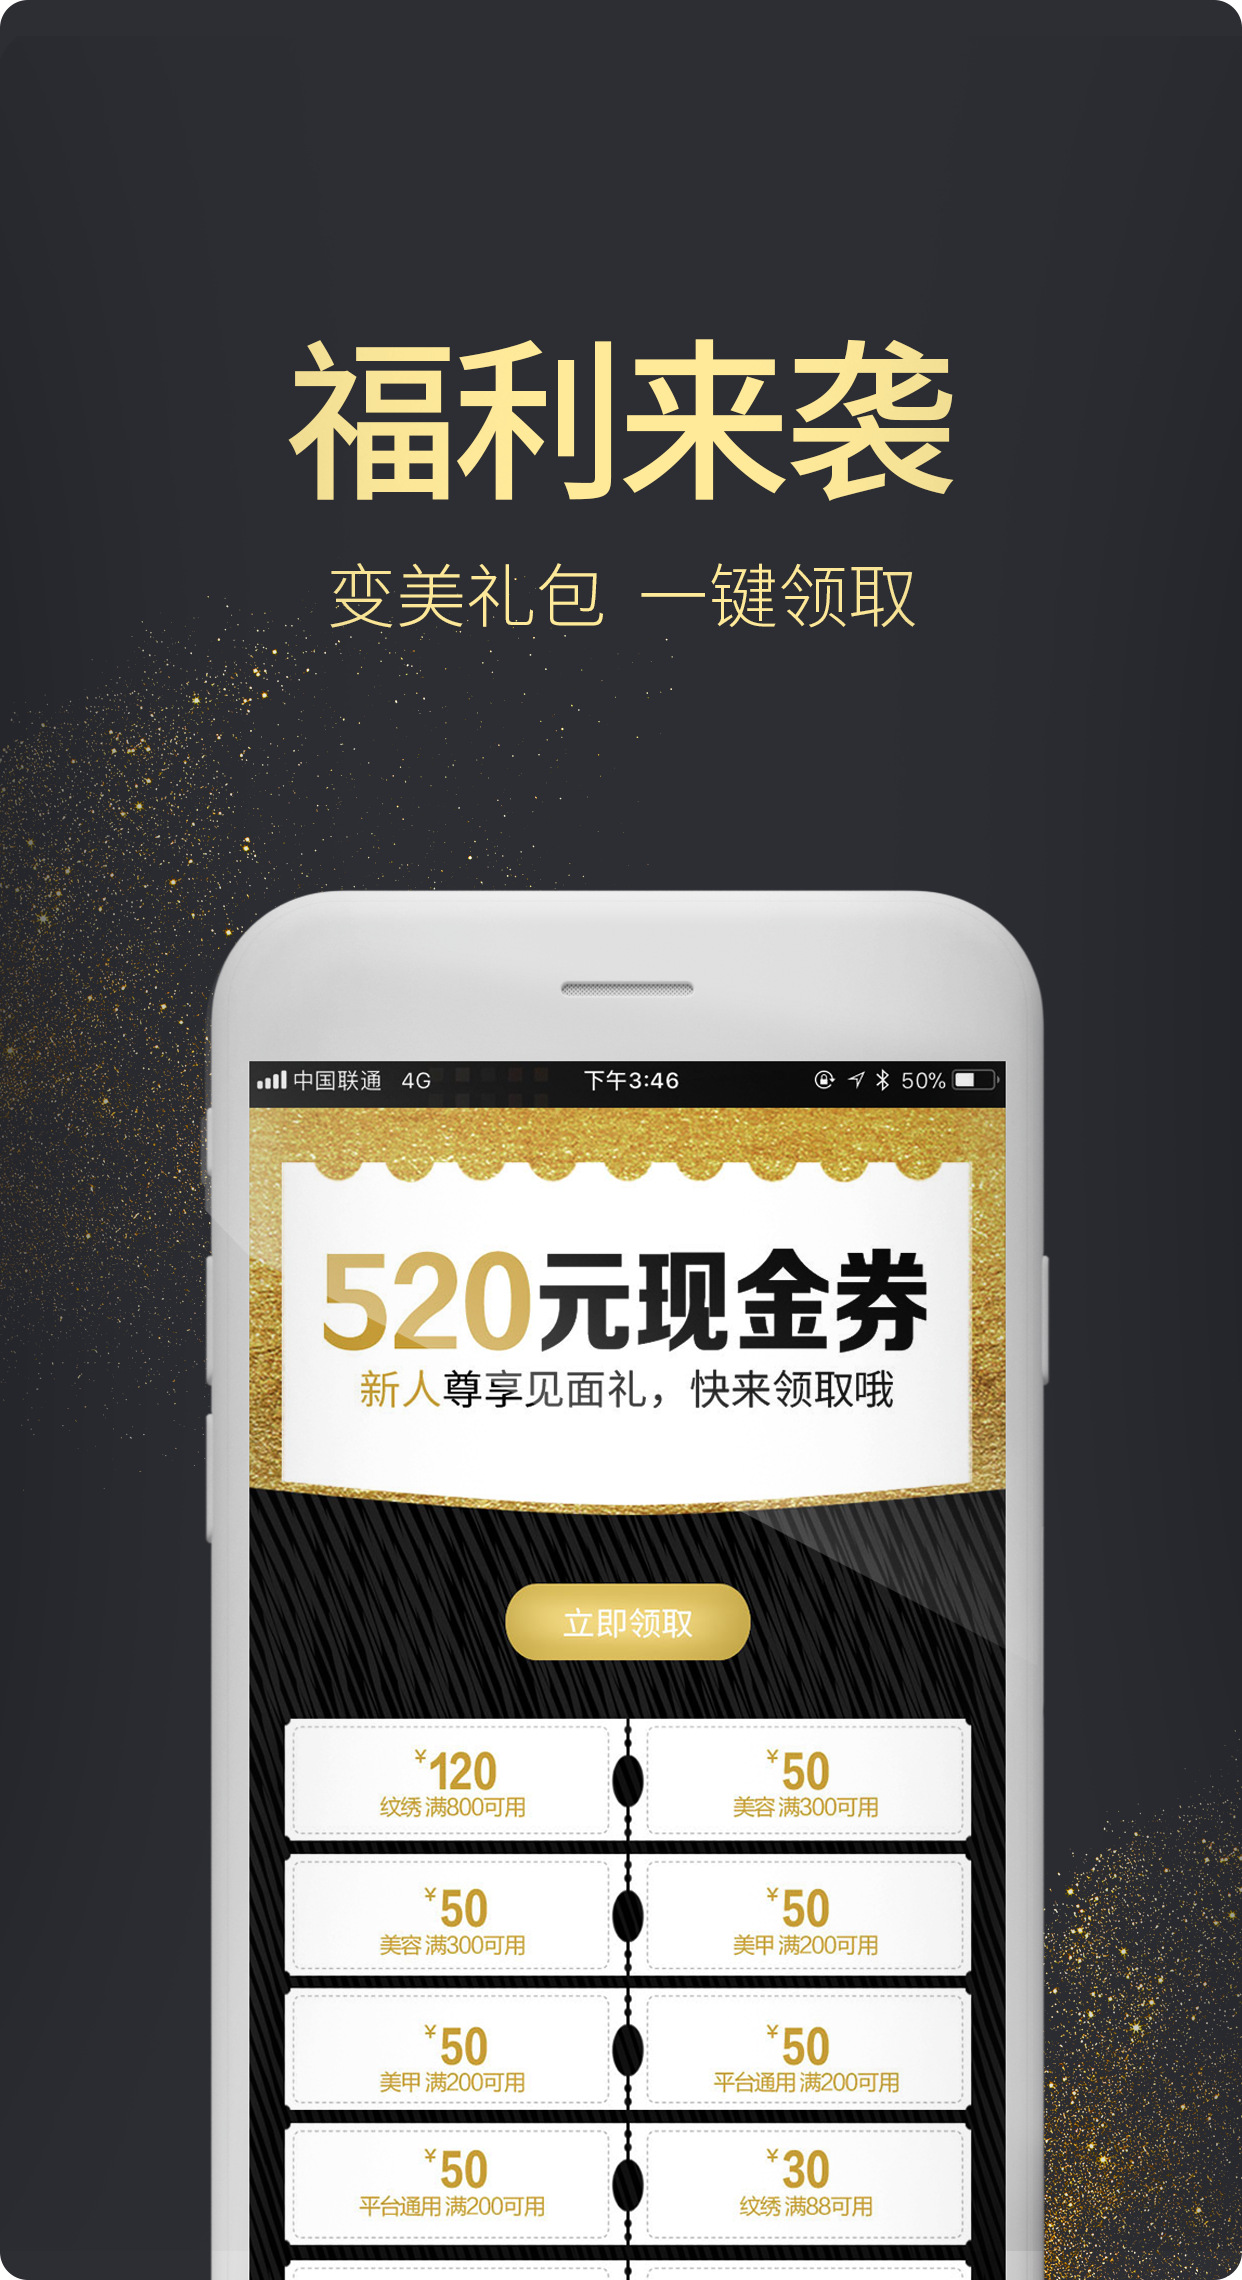 福利来袭
变美礼包 一键领取
中国联通 4G 下午3:46 50%
520元现金券
新人尊享见面礼，快来领取哦
立即领取
¥120 ¥50
纹绣 满800可用 美容 满300可用
¥50 ¥50
美容 满300可用 美甲 满200可用
¥50 ¥50
美甲 满200可用 平台通用 满200可用
¥50 ¥30
平台通用 满200可用 纹绣 满88可用